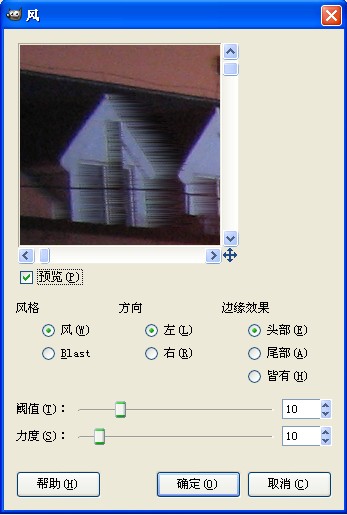 风
预览(P)
风格 方向 边缘效果
风(W) 左(L) 头部(E)
Blast 右(R) 尾部(A)
皆有(H)
阈值(T)： 10
力度(S)： 10
帮助(H) 确定(O) 取消(C)